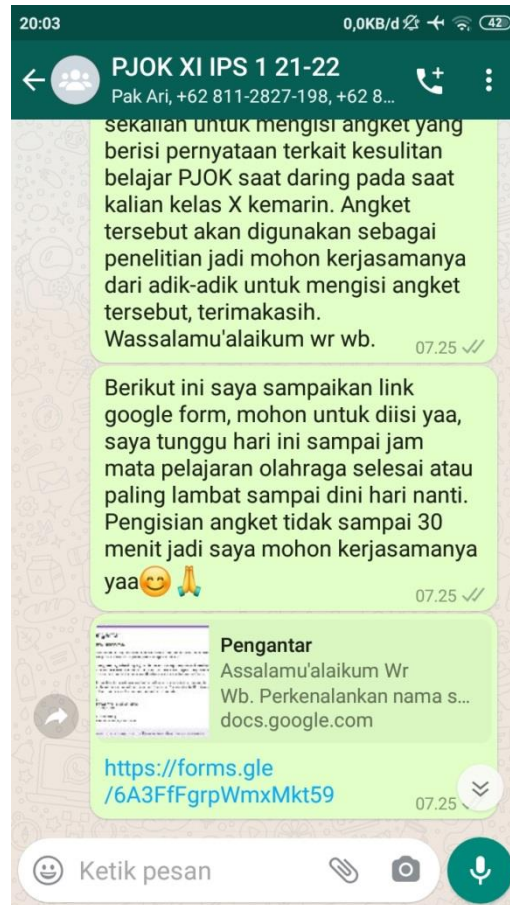 20:03
0,0KB/d
42
PJOK XI IPS 1 21-22
Pak Ari, +62 811-2827-198, +62 8...
sekalian untuk mengisi angket yang
berisi pernyataan terkait kesulitan
belajar PJOK saat daring pada saat
kalian kelas X kemarin. Angket
tersebut akan digunakan sebagai
penelitian jadi mohon kerjasamanya
dari adik-adik untuk mengisi angket
tersebut, terimakasih.
Wassalamu'alaikum wr wb.
07.25
Berikut ini saya sampaikan link
google form, mohon untuk diisi yaa,
saya tunggu hari ini sampai jam
mata pelajaran olahraga selesai atau
paling lambat sampai dini hari nanti.
Pengisian angket tidak sampai 30
menit jadi saya mohon kerjasamanya
yaa😊 🙏
07.25
Pengantar
Assalamu'alaikum Wr
Wb. Perkenalankan nama s...
docs.google.com
https://forms.gle
/6A3FfFgrpWmxMkt59
07.25
Ketik pesan